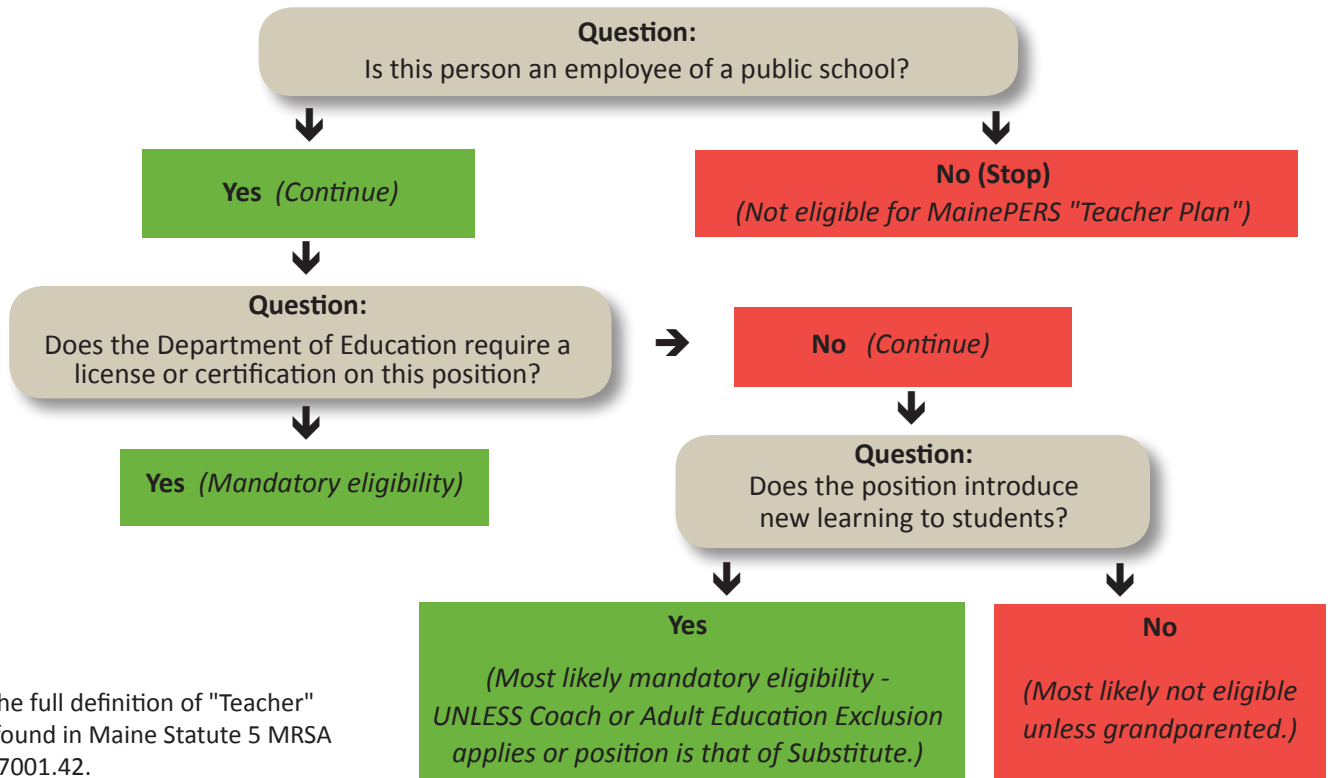 Question:
Is this person an employee of a public school?
Yes (Continue)
No (Stop)
(Not eligible for MainePERS "Teacher Plan")
Question:
Does the Department of Education require a
license or certification on this position?
No (Continue)
Yes (Mandatory eligibility)
Question:
Does the position introduce
new learning to students?
Yes
(Most likely mandatory eligibility -
UNLESS Coach or Adult Education Exclusion
applies or position is that of Substitute.)
No
(Most likely not eligible
unless grandparented.)
he full definition of "Teacher"
found in Maine Statute 5 MRSA
7001.42.